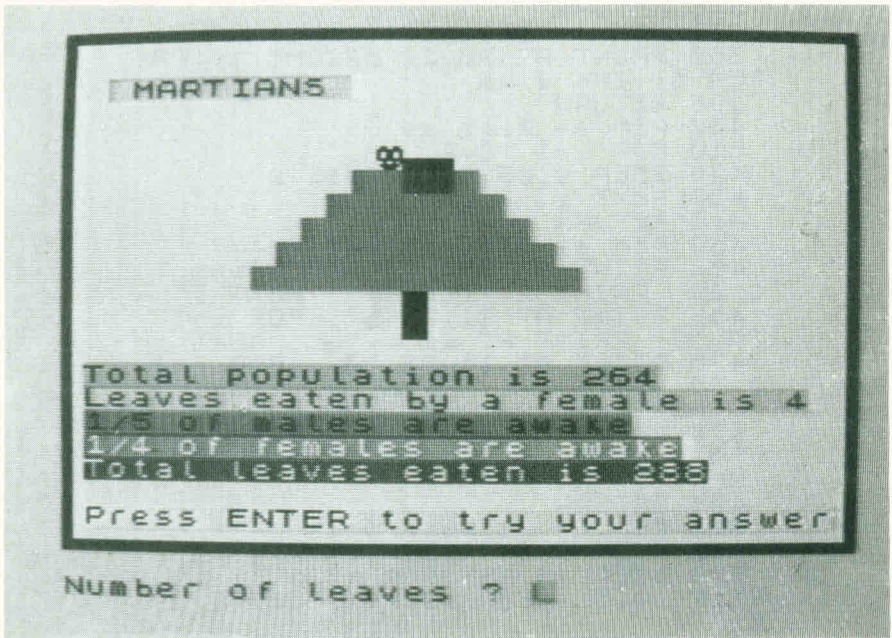 MARTIANS
Total population is 264
Leaves eaten by a female is 4
1/5 of males are awake
1/4 of females are awake
Total leaves eaten is 288
Press ENTER to try your answer
Number of leaves ? L